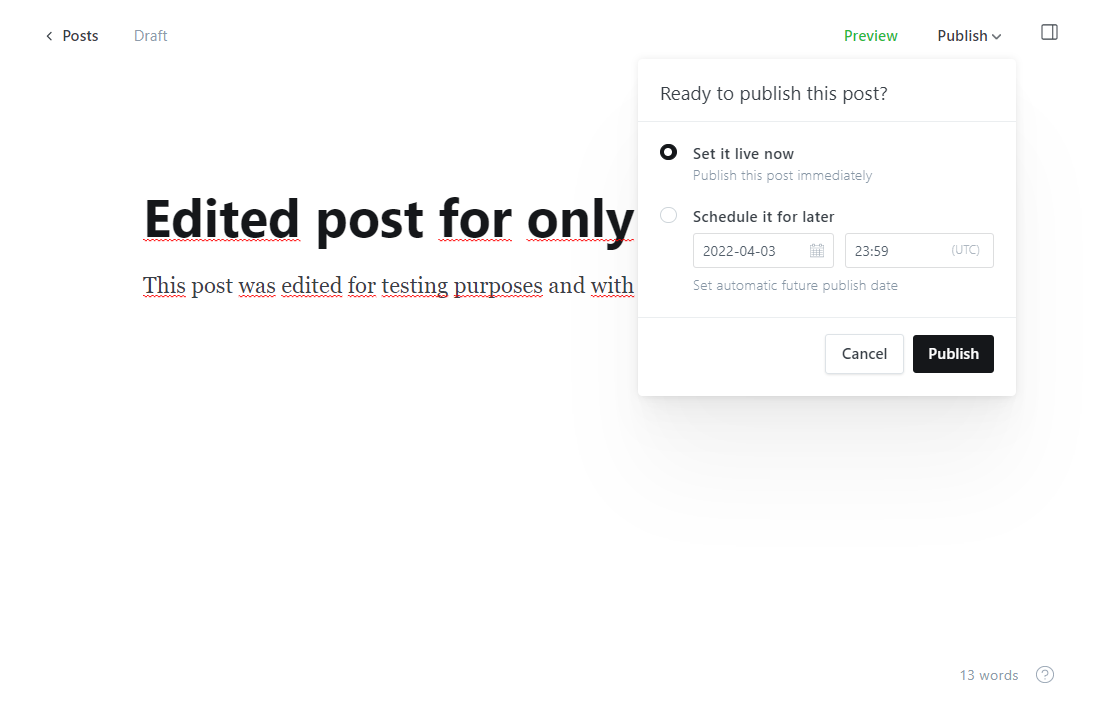 Posts
Draft
Preview
Publish
Ready to publish this post?
Set it live now
Publish this post immediately
Schedule it for later
2022-04-03
23:59
(UTC)
Set automatic future publish date
Cancel
Publish
Edited post for only
This post was edited for testing purposes and with
13 words
?